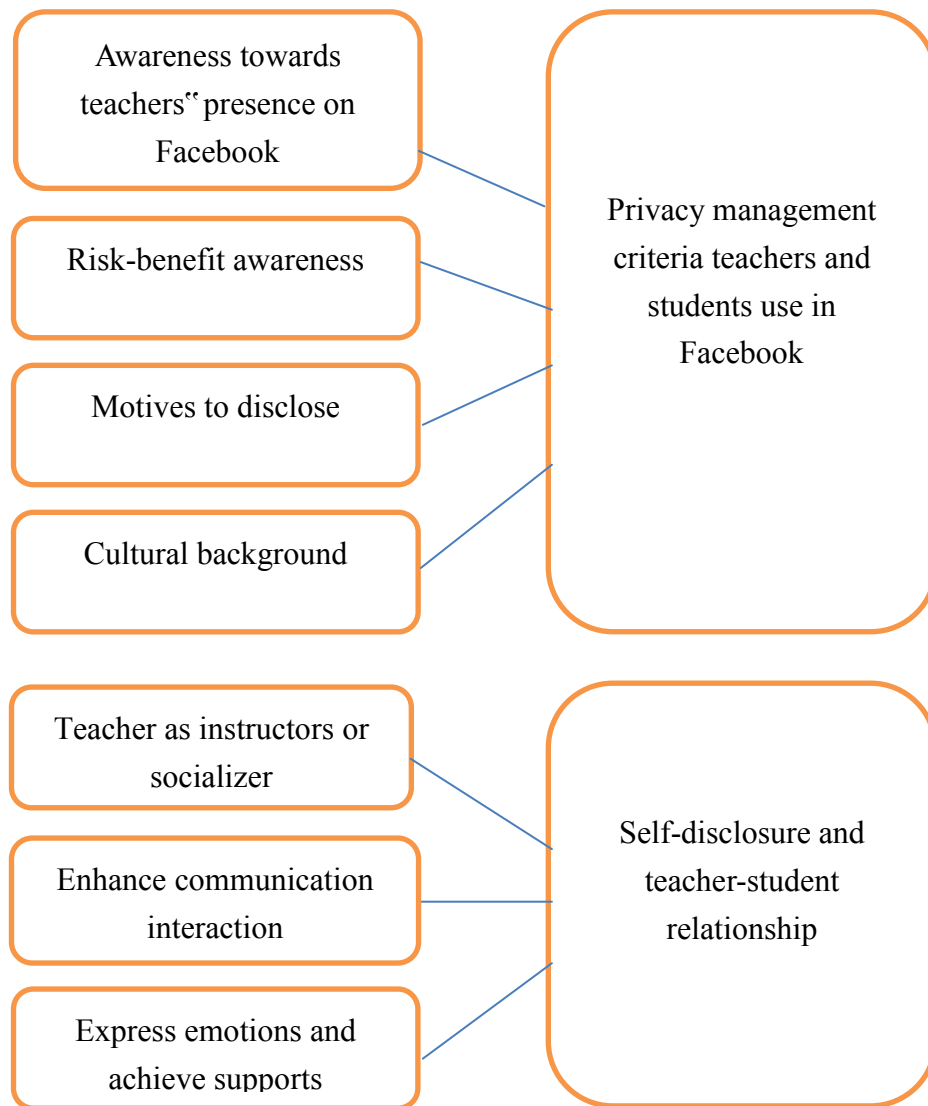 Awareness towards
teachers‟ presence on
Facebook
Risk-benefit awareness
Motives to disclose
Cultural background
Privacy management
criteria teachers and
students use in
Facebook
Teacher as instructors or
socializer
Enhance communication
interaction
Express emotions and
achieve supports
Self-disclosure and
teacher-student
relationship